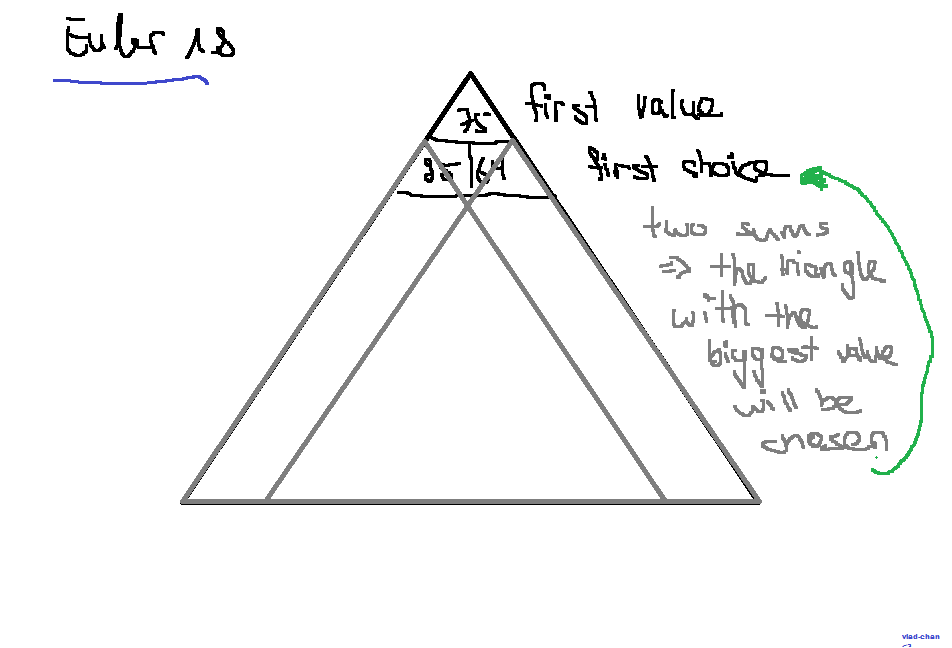 Euler 18
75
first value
95 64
first choice
two sums
=> the triangle
with the
biggest value
will be
chosen
vlad-chan
<3